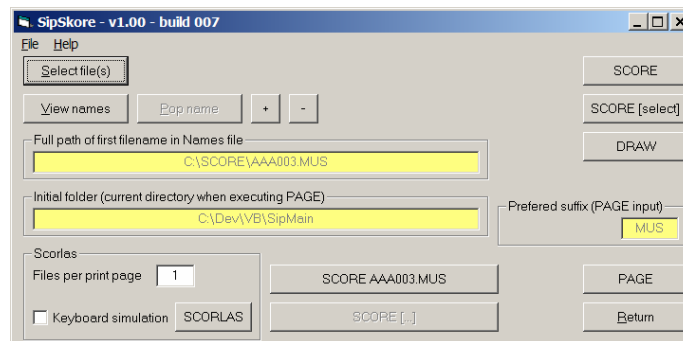 SipSkore - v1.00 - build 007
File Help
Select file(s)
SCORE
View names Pop name + - SCORE [select]
Full path of first filename in Names file
DRAW
C:\SCORE\AAA003.MUS
Initial folder (current directory when executing PAGE)
Prefered suffix (PAGE input)
C:\Dev\VB\SipMain
MUS
Scorlas
Files per print page 1 SCORE AAA003.MUS PAGE
Keyboard simulation SCORLAS SCORE [...] Return